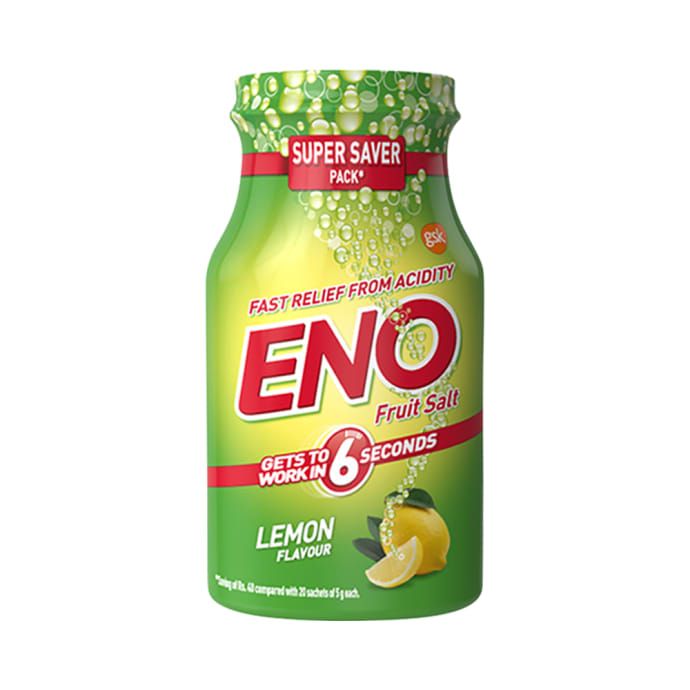 SUPER SAVER
PACK*
gsk
FAST RELIEF FROM ACIDITY
ENO
Fruit Salt
GETS TO
WORK IN 6 SECONDS
LEMON
FLAVOUR
*Saving of Rs. 40 compared with 20 sachets of 5 g each.